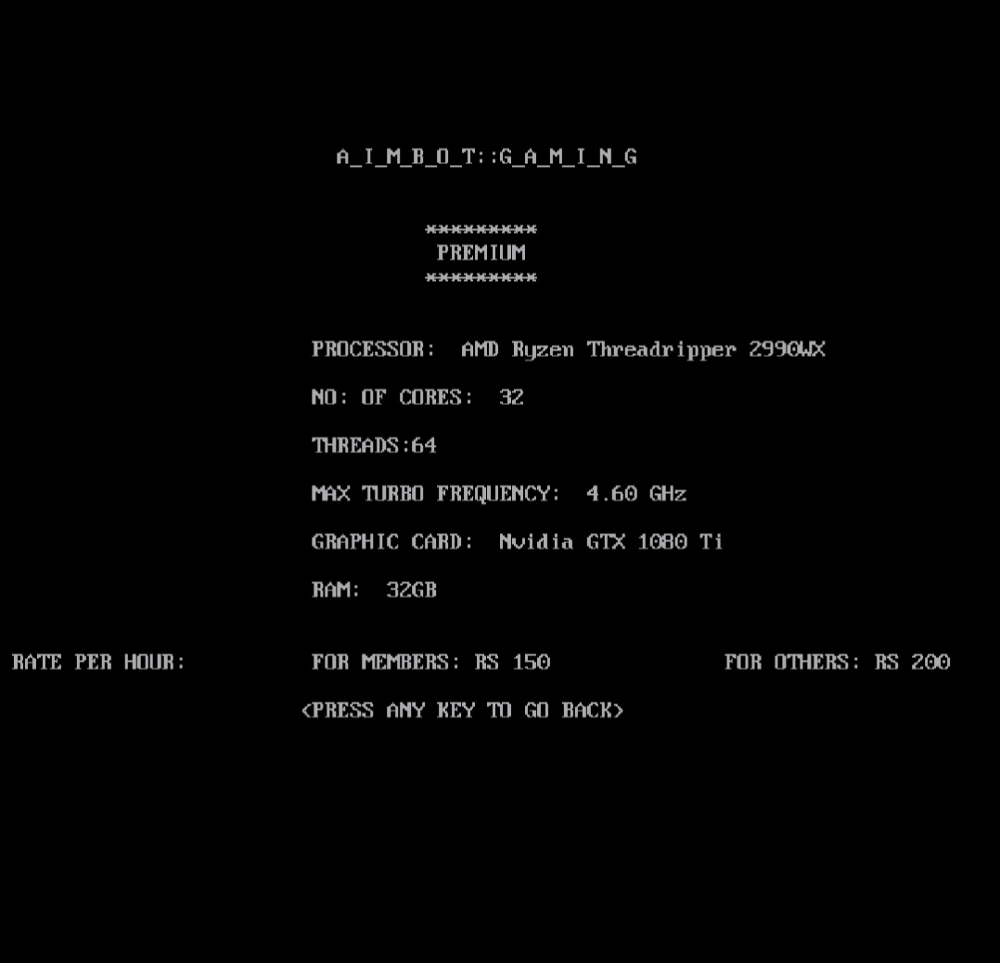 A_I_M_B_O_T::G_A_M_I_N_G
*********
PREMIUM
*********
PROCESSOR:  AMD Ryzen Threadripper 2990WX
NO: OF CORES:  32
THREADS:64
MAX TURBO FREQUENCY:  4.60 GHz
GRAPHIC CARD:  Nvidia GTX 1080 Ti
RAM:  32GB
RATE PER HOUR:          FOR MEMBERS: RS 150              FOR OTHERS: RS 200
<PRESS ANY KEY TO GO BACK>